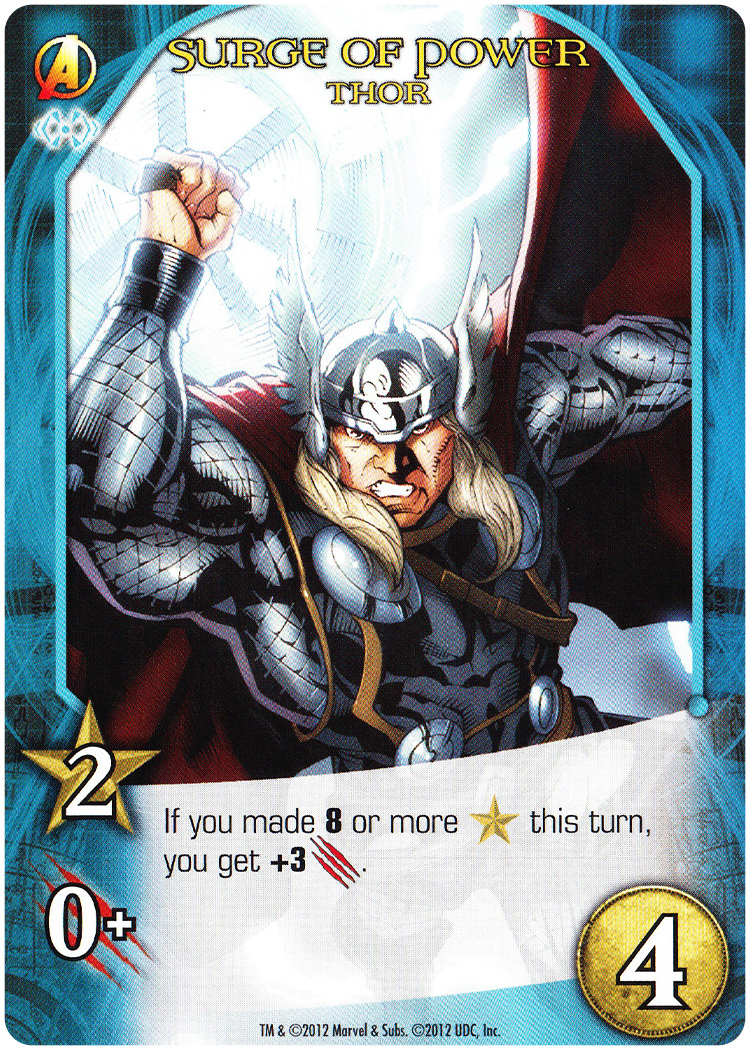 SURGE OF POWER
THOR
2
If you made 8 or more this turn,
you get +3 .
0+
4
TM & ©2012 Marvel & Subs. ©2012 UDC, Inc.